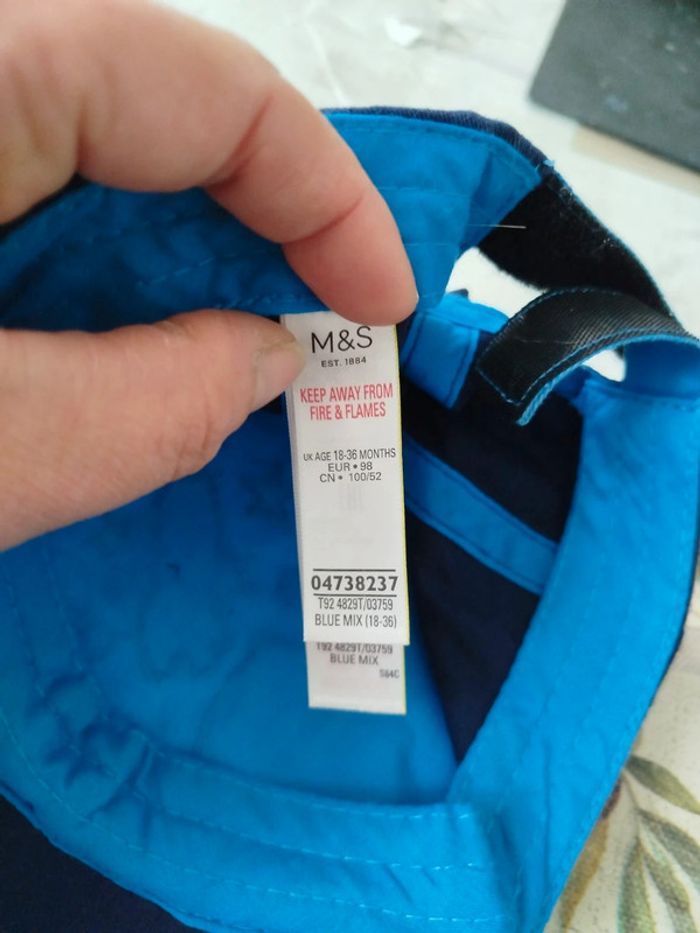 M&S
EST. 1884
KEEP AWAY FROM
FIRE & FLAMES
UK AGE 18-36 MONTHS
EUR • 98
CN • 100/52
04738237
T92 4829T/03759
BLUE MIX (18-36)
T92 4829T/03759
BLUE MIX
S64C